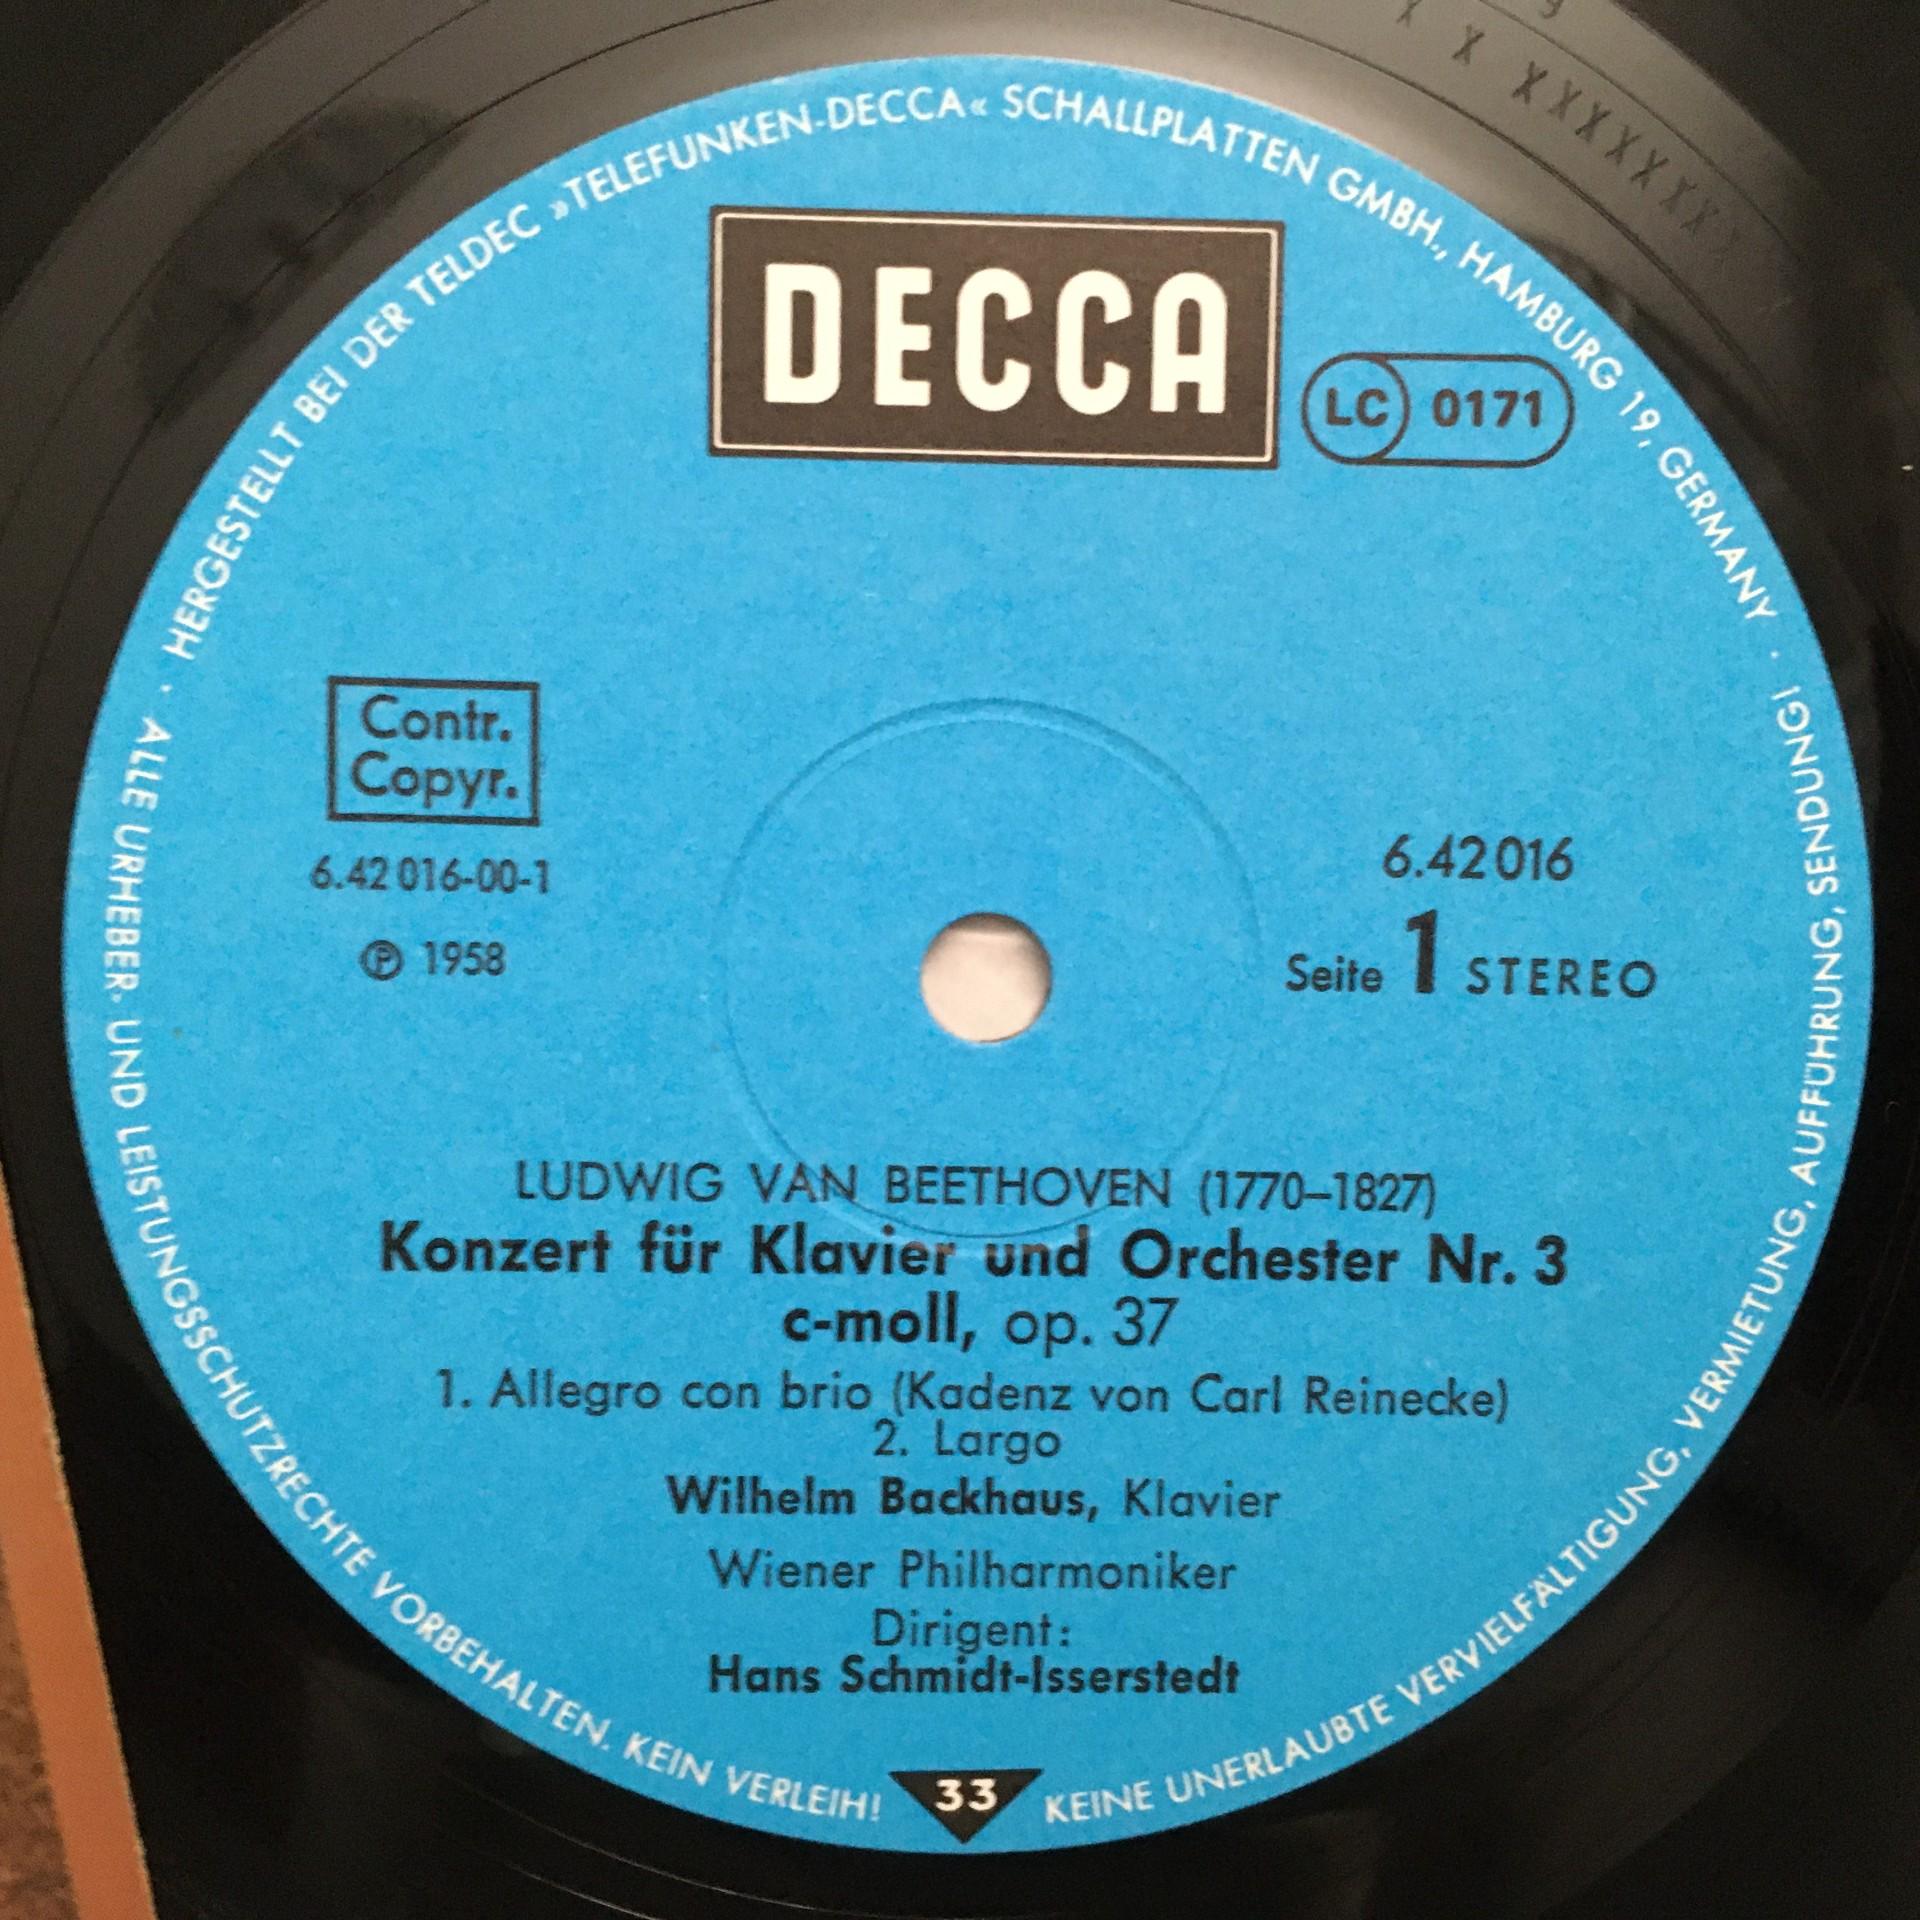 HERGESTELLT BEI DER TELDEC »TELEFUNKEN-DECCA« SCHALLPLATTEN GMBH., HAMBURG 19, GERMANY ·
DECCA
LC 0171
Contr.
Copyr.
6.42 016-00-1
℗ 1958
6.42016
Seite 1 STEREO
LUDWIG VAN BEETHOVEN (1770–1827)
Konzert für Klavier und Orchester Nr. 3
c-moll, op. 37
1. Allegro con brio (Kadenz von Carl Reinecke)
2. Largo
Wilhelm Backhaus, Klavier
Wiener Philharmoniker
Dirigent:
Hans Schmidt-Isserstedt
33
· ALLE URHEBER- UND LEISTUNGSSCHUTZRECHTE VORBEHALTEN. KEIN VERLEIH!
KEINE UNERLAUBTE VERVIELFÄLTIGUNG, VERMIETUNG, AUFFÜHRUNG, SENDUNG!